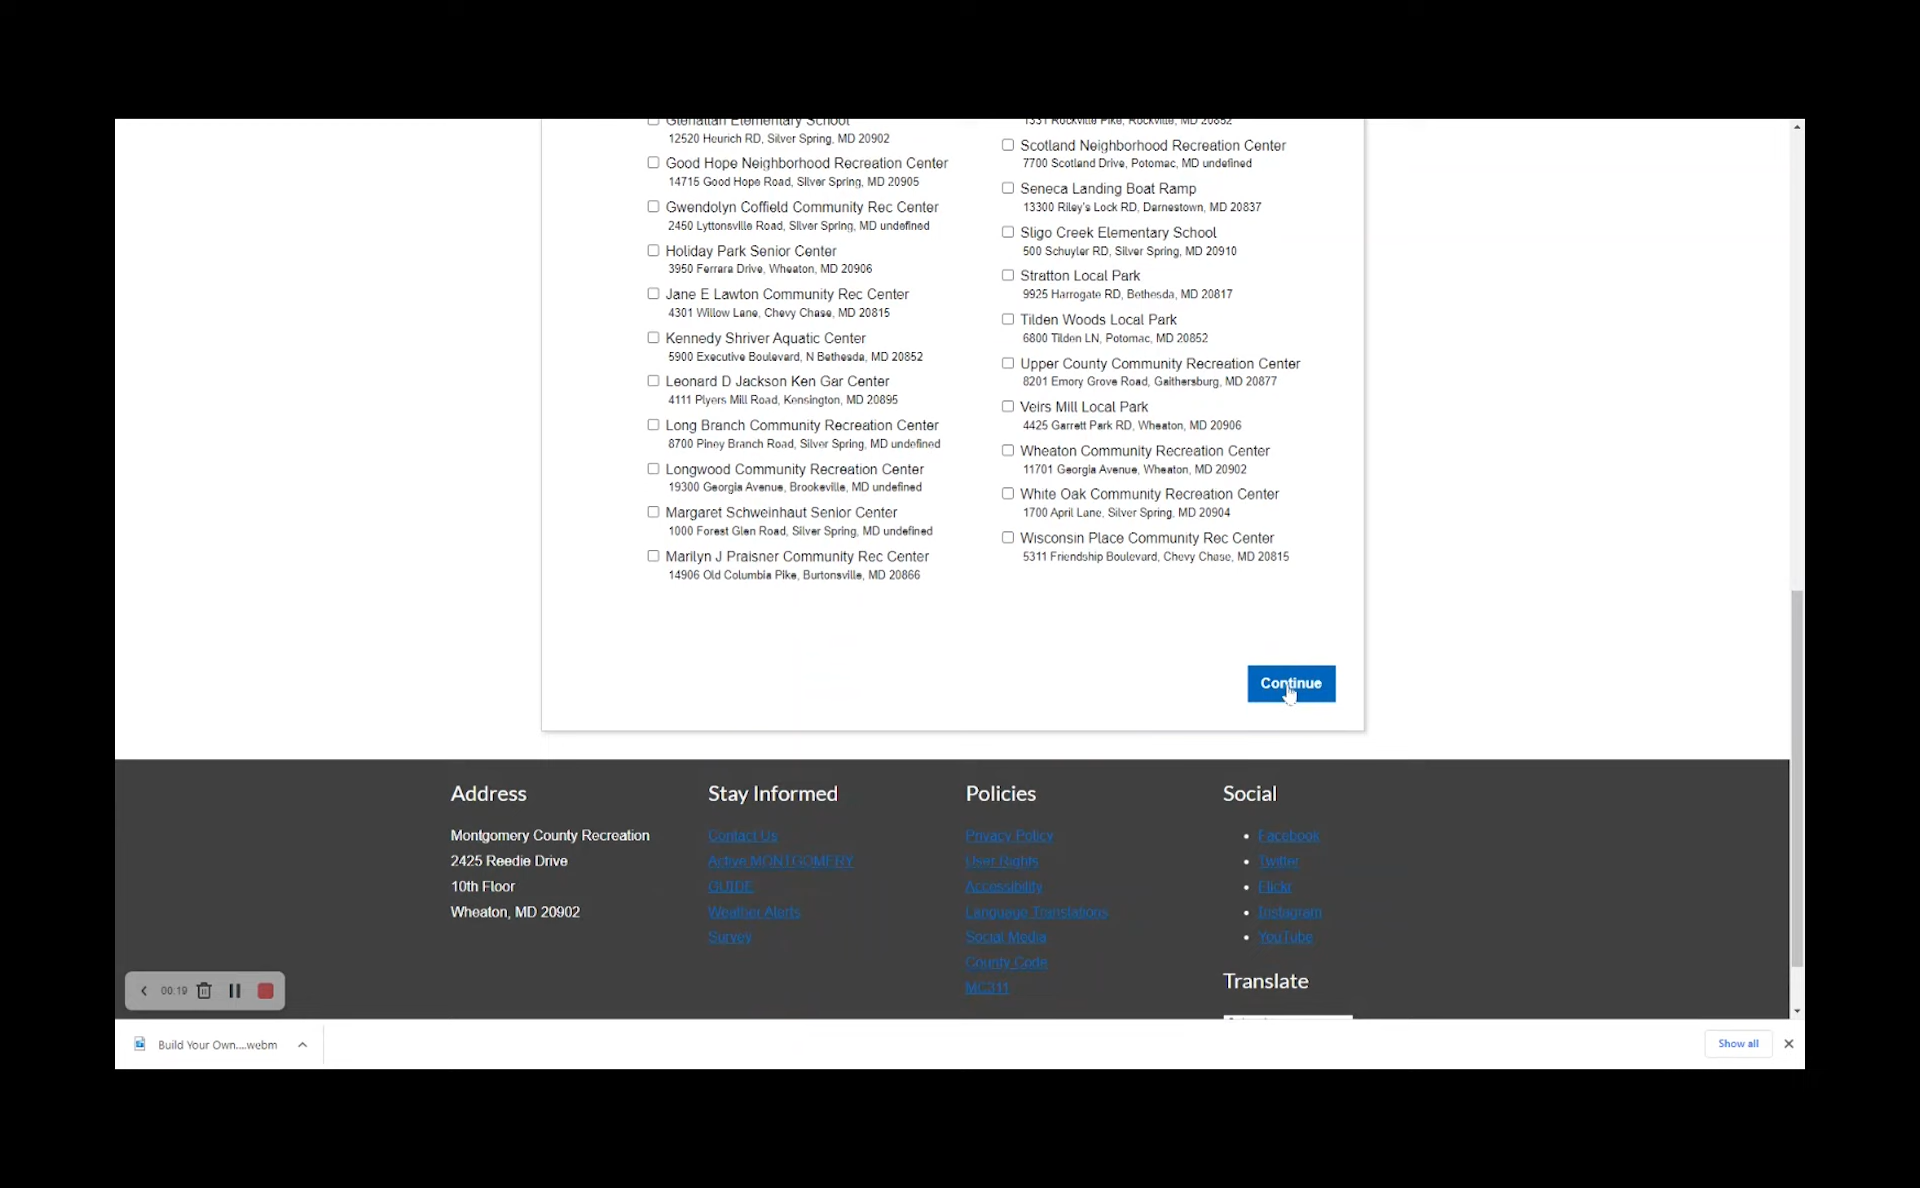 Glenallan Elementary School
12520 Heurich RD, Silver Spring, MD 20902
Good Hope Neighborhood Recreation Center
14715 Good Hope Road, Silver Spring, MD 20905
Gwendolyn Coffield Community Rec Center
2450 Lyttonsville Road, Silver Spring, MD undefined
Holiday Park Senior Center
3950 Ferrara Drive, Wheaton, MD 20906
Jane E Lawton Community Rec Center
4301 Willow Lane, Chevy Chase, MD 20815
Kennedy Shriver Aquatic Center
5900 Executive Boulevard, N Bethesda, MD 20852
Leonard D Jackson Ken Gar Center
4111 Plyers Mill Road, Kensington, MD 20895
Long Branch Community Recreation Center
8700 Piney Branch Road, Silver Spring, MD undefined
Longwood Community Recreation Center
19300 Georgia Avenue, Brookeville, MD undefined
Margaret Schweinhaut Senior Center
1000 Forest Glen Road, Silver Spring, MD undefined
Marilyn J Praisner Community Rec Center
14906 Old Columbia Pike, Burtonsville, MD 20866
1331 Rockville Pike, Rockville, MD 20852
Scotland Neighborhood Recreation Center
7700 Scotland Drive, Potomac, MD undefined
Seneca Landing Boat Ramp
13300 Riley's Lock RD, Darnestown, MD 20837
Sligo Creek Elementary School
500 Schuyler RD, Silver Spring, MD 20910
Stratton Local Park
9925 Harrogate RD, Bethesda, MD 20817
Tilden Woods Local Park
6800 Tilden LN, Potomac, MD 20852
Upper County Community Recreation Center
8201 Emory Grove Road, Gaithersburg, MD 20877
Veirs Mill Local Park
4425 Garrett Park RD, Wheaton, MD 20906
Wheaton Community Recreation Center
11701 Georgia Avenue, Wheaton, MD 20902
White Oak Community Recreation Center
1700 April Lane, Silver Spring, MD 20904
Wisconsin Place Community Rec Center
5311 Friendship Boulevard, Chevy Chase, MD 20815
Continue
Address
Montgomery County Recreation
2425 Reedie Drive
10th Floor
Wheaton, MD 20902
Stay Informed
Contact Us
Active MONTGOMERY
GUIDE
Weather Alerts
Survey
Policies
Privacy Policy
User Rights
Accessibility
Language Translations
Social Media
County Code
MC311
Social
Facebook
Twitter
Flickr
Instagram
YouTube
Translate
00:19
Build Your Own....webm
Show all